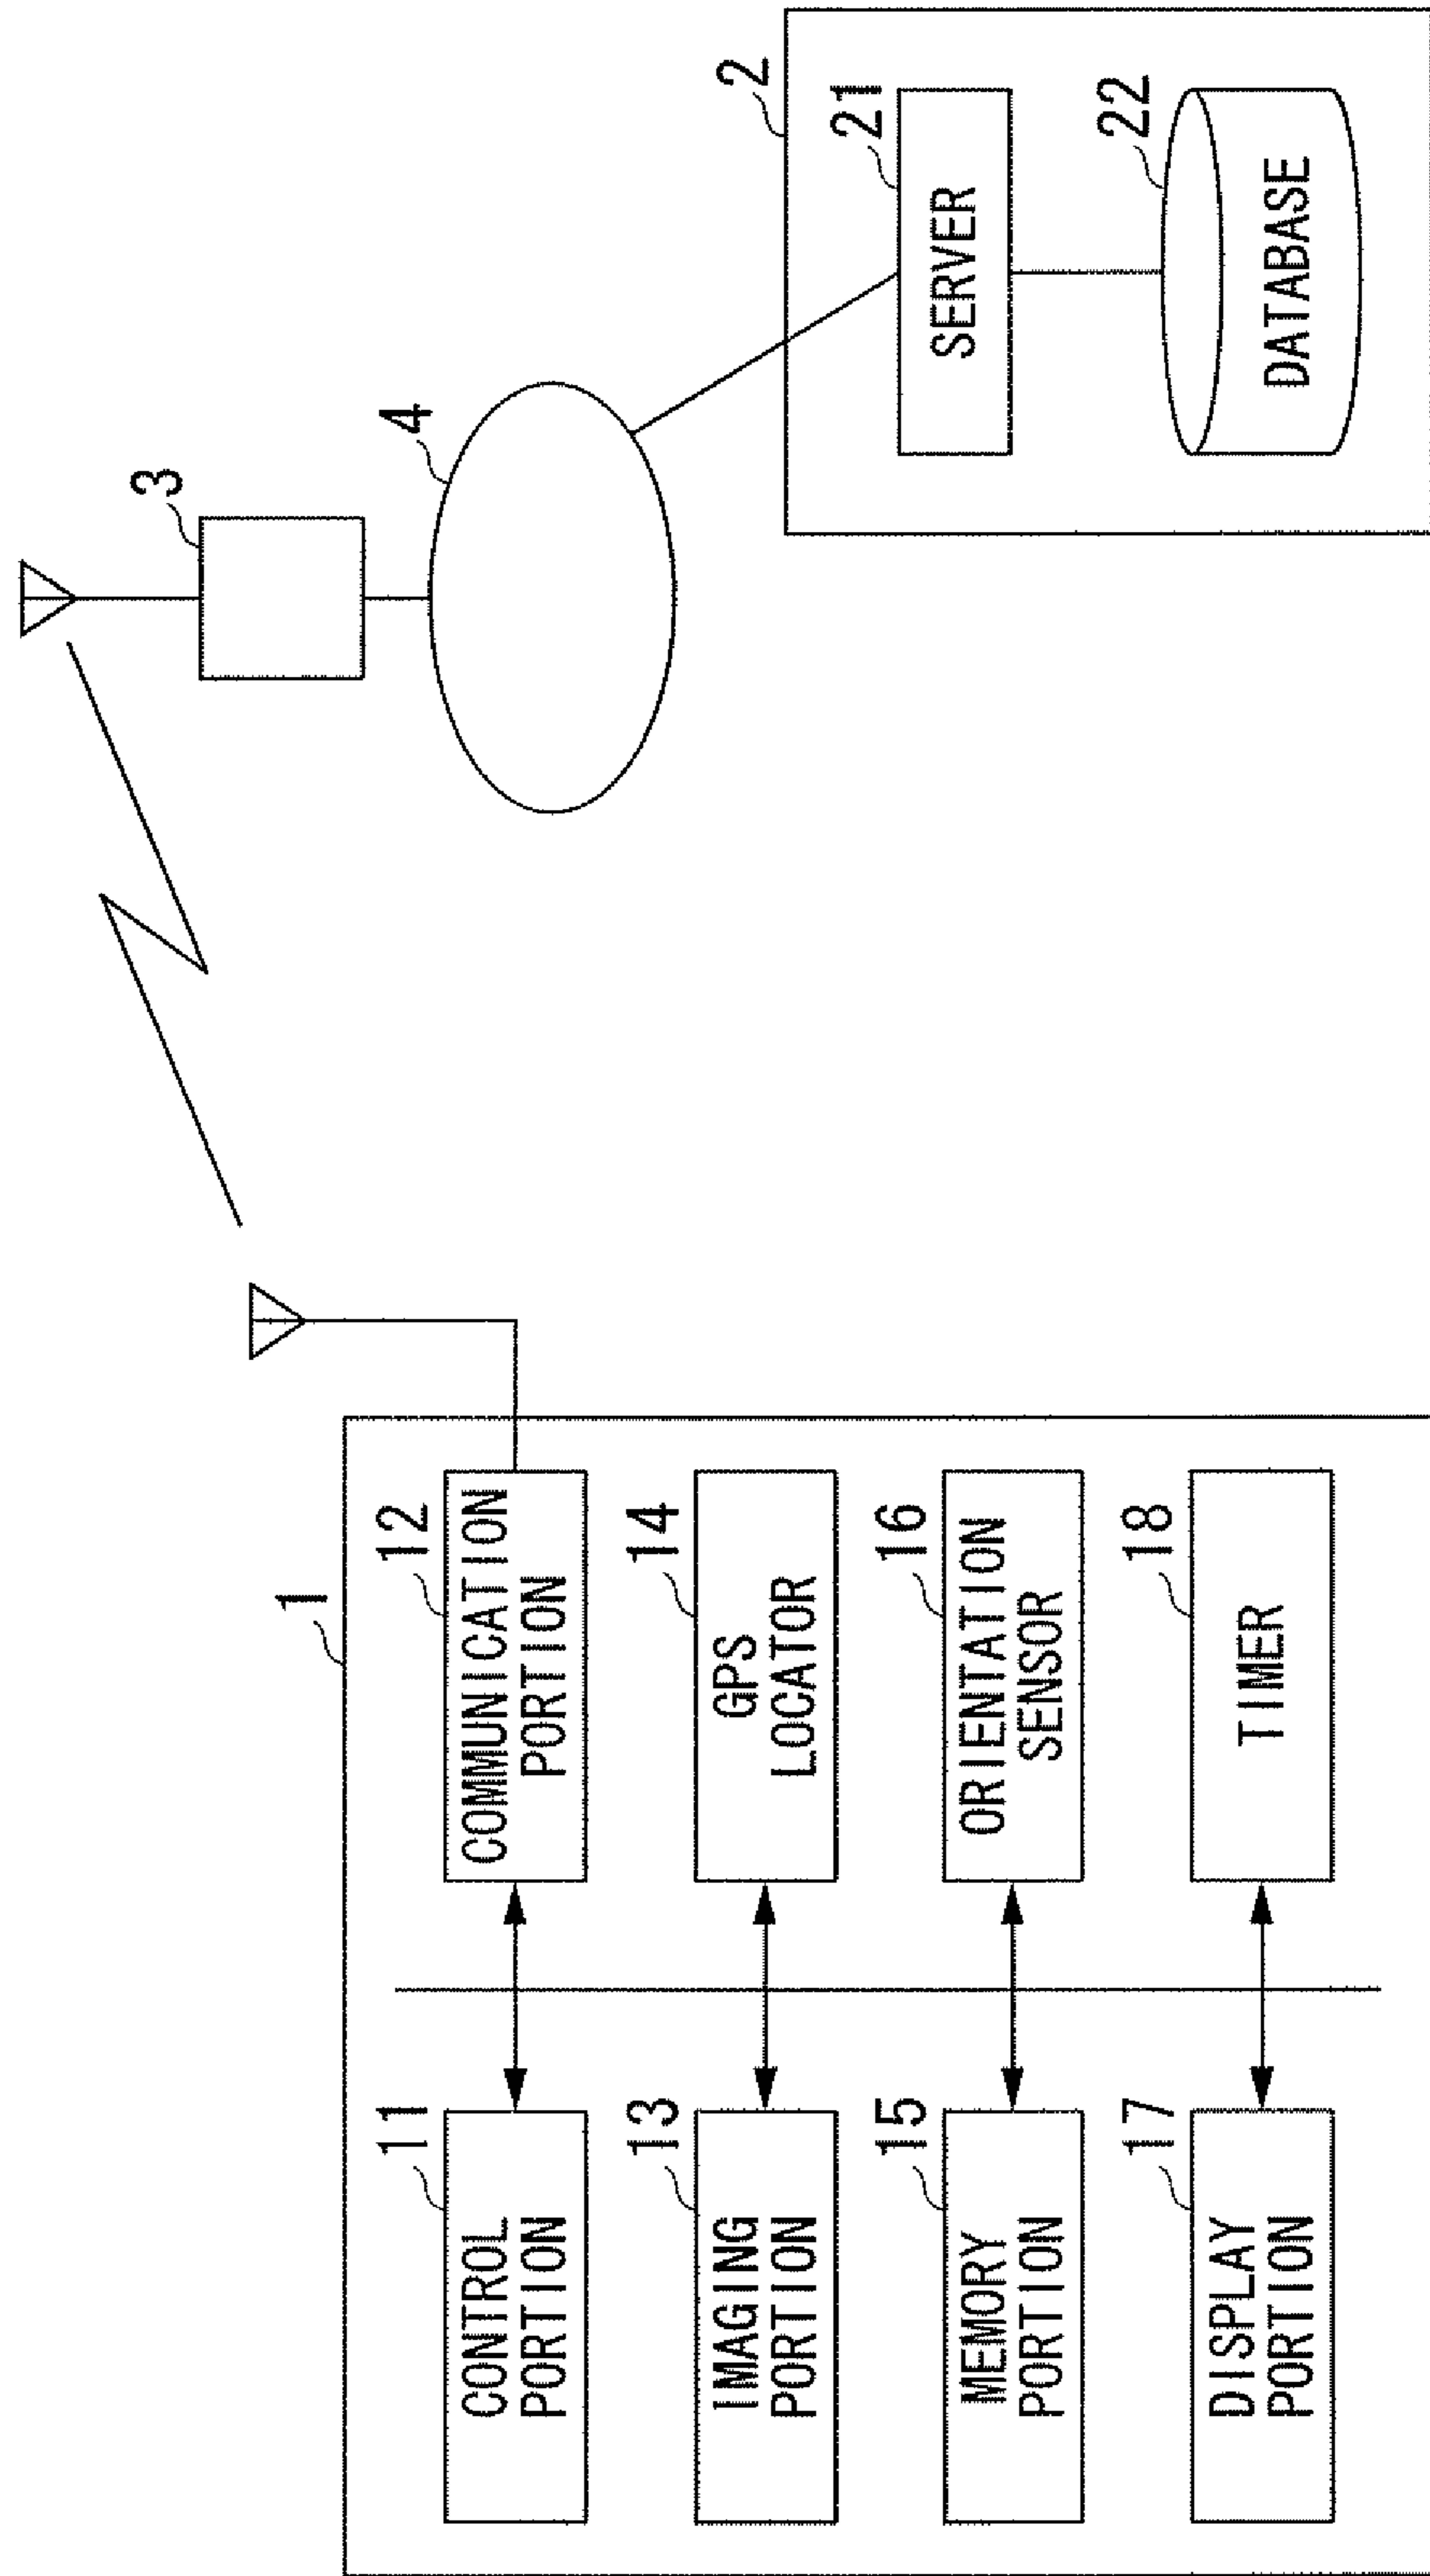 1
11
CONTROL
PORTION
12
COMMUNICATION
PORTION
13
IMAGING
PORTION
14
GPS
LOCATOR
15
MEMORY
PORTION
16
ORIENTATION
SENSOR
17
DISPLAY
PORTION
18
TIMER
3
4
2
21
SERVER
22
DATABASE